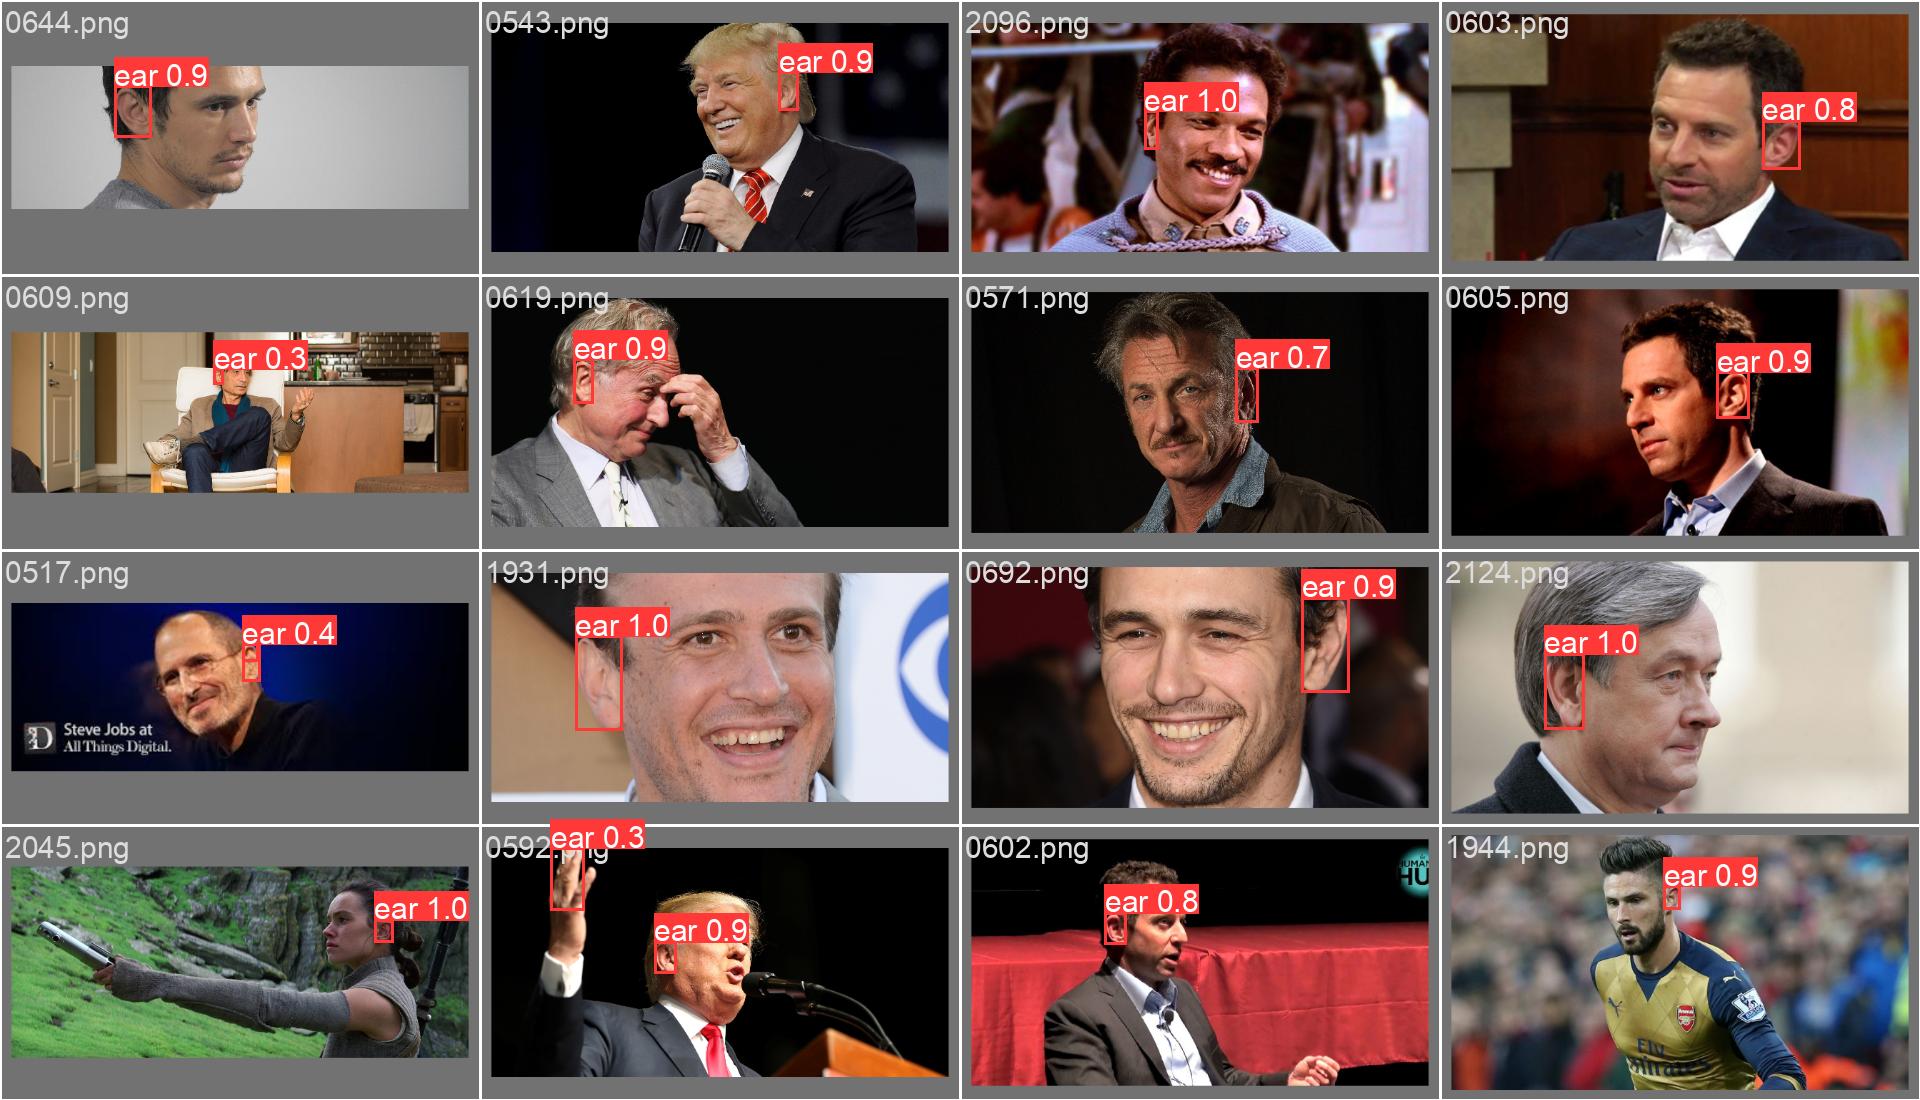 0644.png
ear 0.9
0543.png
ear 0.9
2096.png
ear 1.0
0603.png
ear 0.8
0609.png
ear 0.3
0619.png
ear 0.9
0571.png
ear 0.7
0605.png
ear 0.9
0517.png
ear 0.4
D
Steve Jobs at
All Things Digital.
1931.png
ear 1.0
0692.png
ear 0.9
2124.png
ear 1.0
2045.png
ear 1.0
0592.png
ear 0.3
ear 0.9
0602.png
HU
ear 0.8
1944.png
ear 0.9
Arsenal
Fly
Emirates